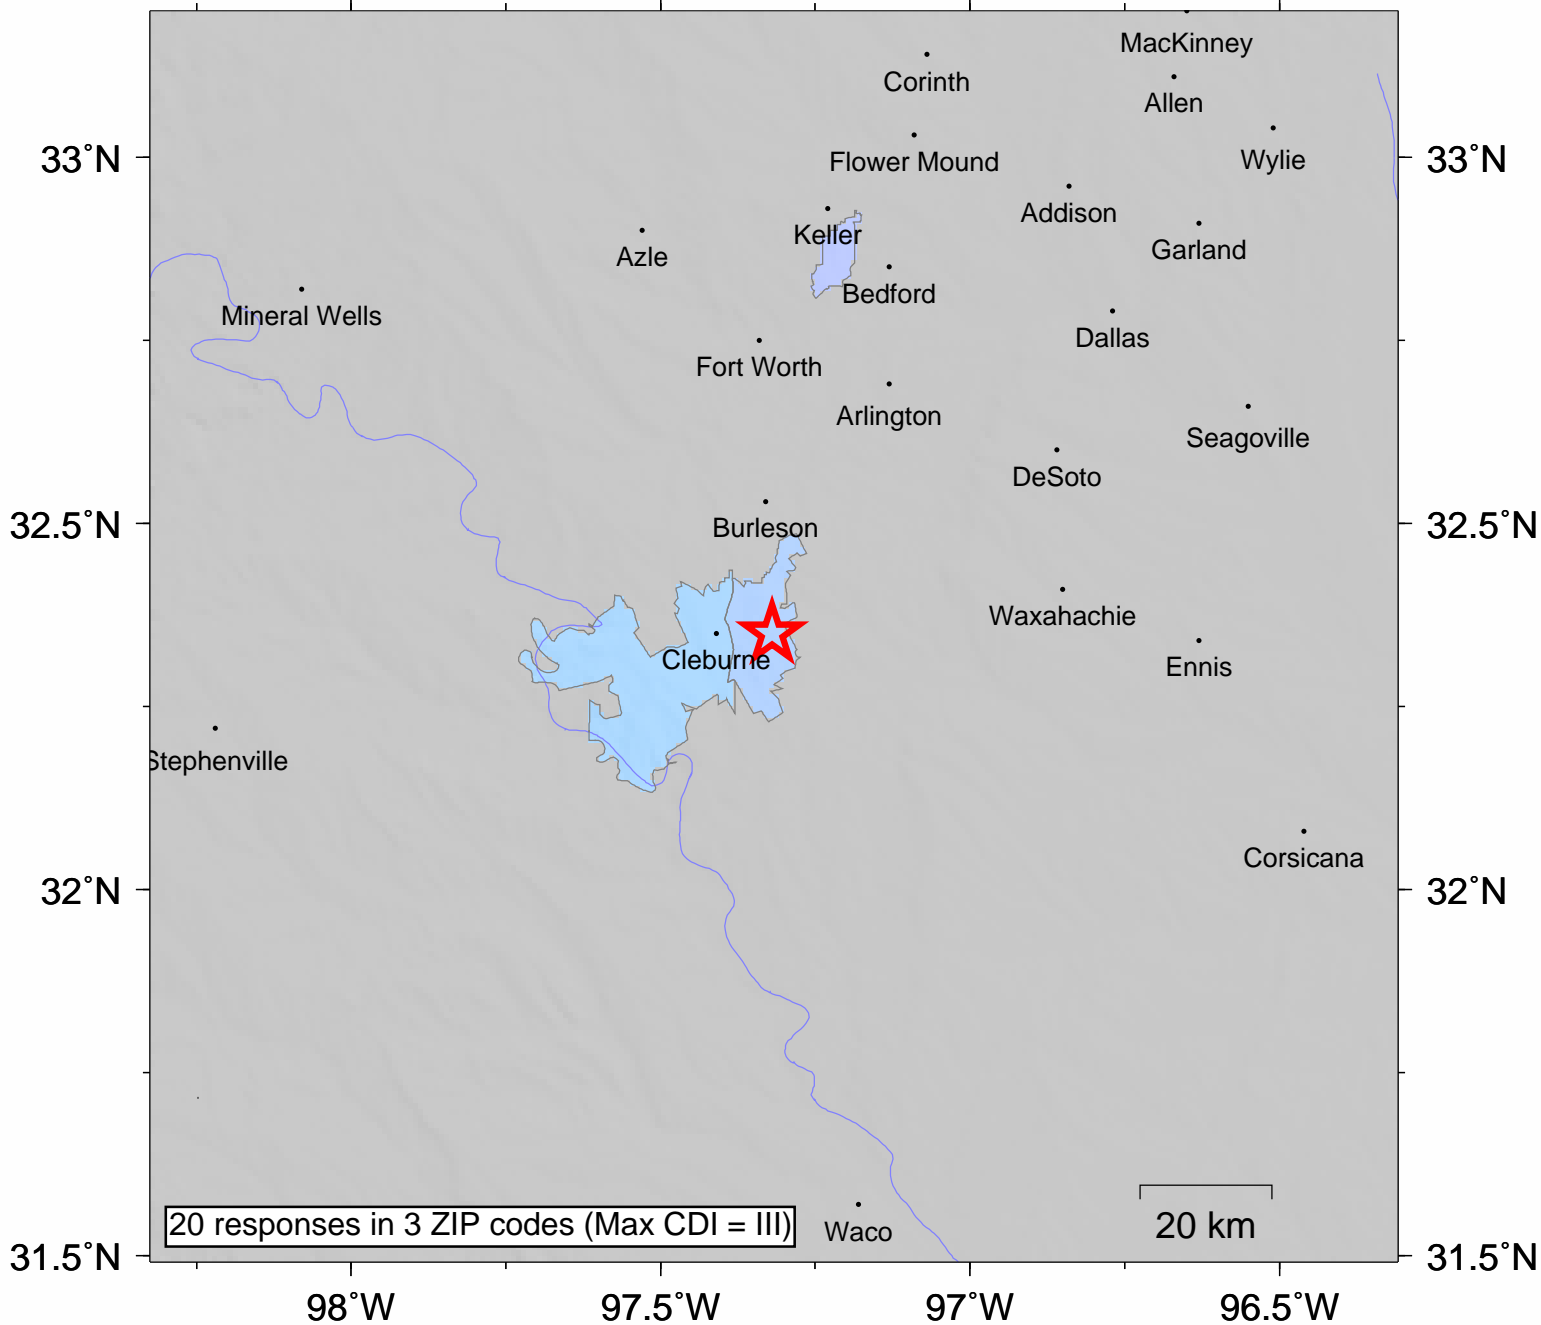 MacKinney
Corinth
Allen
33°N
Flower Mound
Wylie
33°N
Addison
Keller
Garland
Azle
Bedford
Mineral Wells
Dallas
Fort Worth
Arlington
Seagoville
DeSoto
32.5°N
Burleson
32.5°N
Waxahachie
Cleburne
Ennis
Stephenville
Corsicana
32°N
32°N
20 responses in 3 ZIP codes (Max CDI = III)
Waco
20 km
31.5°N
31.5°N
98°W
97.5°W
97°W
96.5°W